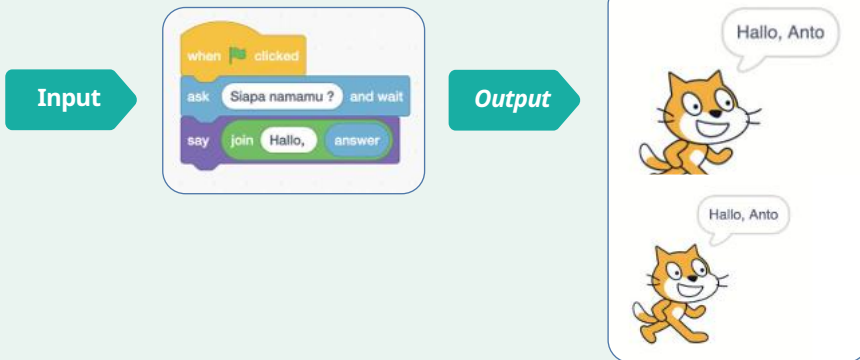 Input
when clicked
ask Siapa namamu ? and wait
say join Hallo, answer
Output
Hallo, Anto
Hallo, Anto